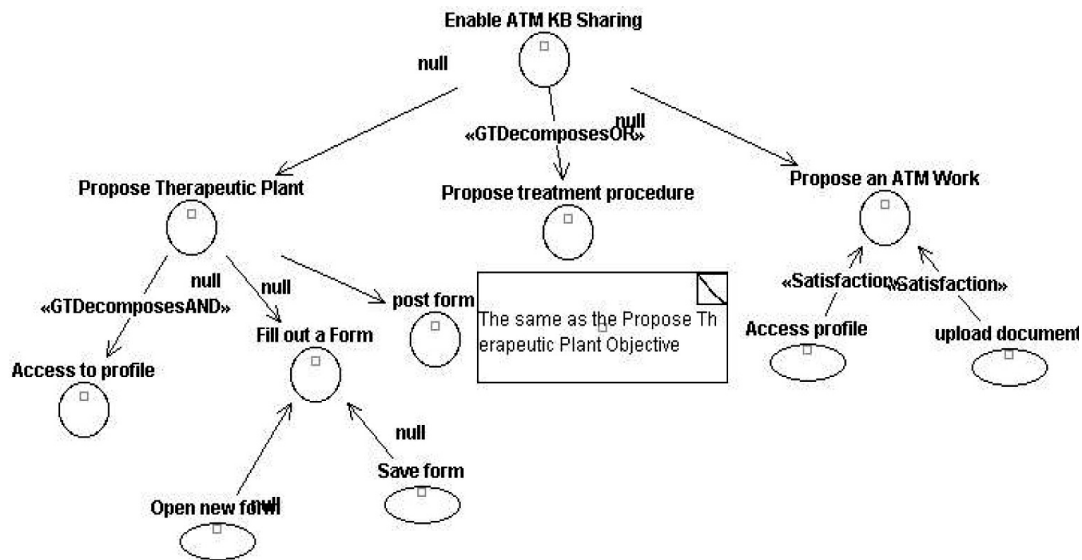 Enable ATM KB Sharing
null
null
«GTDecomposesOR»
Propose Therapeutic Plant
Propose treatment procedure
Propose an ATM Work
null
null
«GTDecomposesAND»
«Satisfaction»
«Satisfaction»
post form
The same as the Propose Th
erapeutic Plant Objective
Fill out a Form
Access profile
upload document
Access to profile
null
Save form
Open new form
null